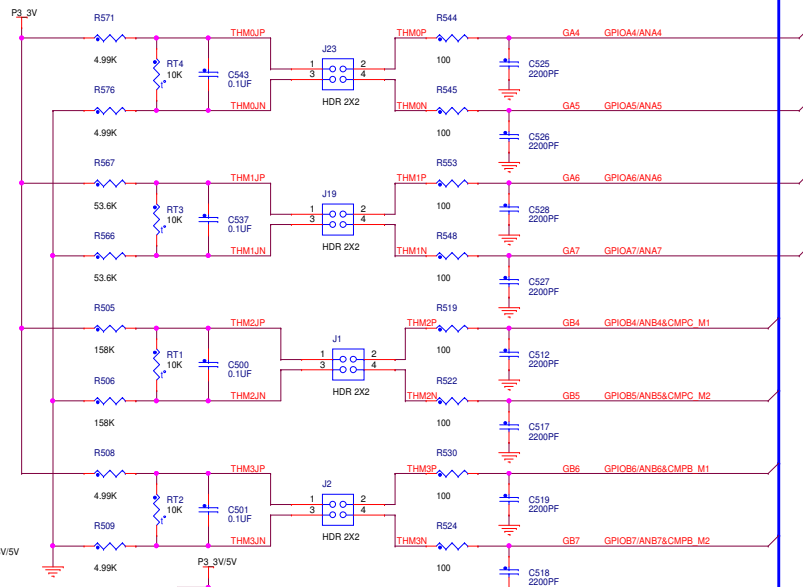 P3_3V
R571
4.99K
RT4
10K
t°
C543
0.1UF
THM0JP
R576
4.99K
THM0JN
J23
1 2
3 4
HDR 2X2
THM0P
R544
100
GA4 GPIOA4/ANA4
C525
2200PF
THM0N
R545
100
GA5 GPIOA5/ANA5
C526
2200PF
R567
53.6K
RT3
10K
t°
C537
0.1UF
THM1JP
R566
53.6K
THM1JN
J19
1 2
3 4
HDR 2X2
THM1P
R553
100
GA6 GPIOA6/ANA6
C528
2200PF
THM1N
R548
100
GA7 GPIOA7/ANA7
C527
2200PF
R505
158K
RT1
10K
t°
C500
0.1UF
THM2JP
R506
158K
THM2JN
J1
1 2
3 4
HDR 2X2
THM2P
R519
100
GB4 GPIOB4/ANB4&CMPC_M1
C512
2200PF
THM2N
R522
100
GB5 GPIOB5/ANB5&CMPC_M2
C517
2200PF
R508
4.99K
RT2
10K
t°
C501
0.1UF
THM3JP
R509
4.99K
THM3JN
J2
1 2
3 4
HDR 2X2
THM3P
R530
100
GB6 GPIOB6/ANB6&CMPB_M1
C519
2200PF
THM3N
R524
100
GB7 GPIOB7/ANB7&CMPB_M2
C518
2200PF
V/5V
P3_3V/5V